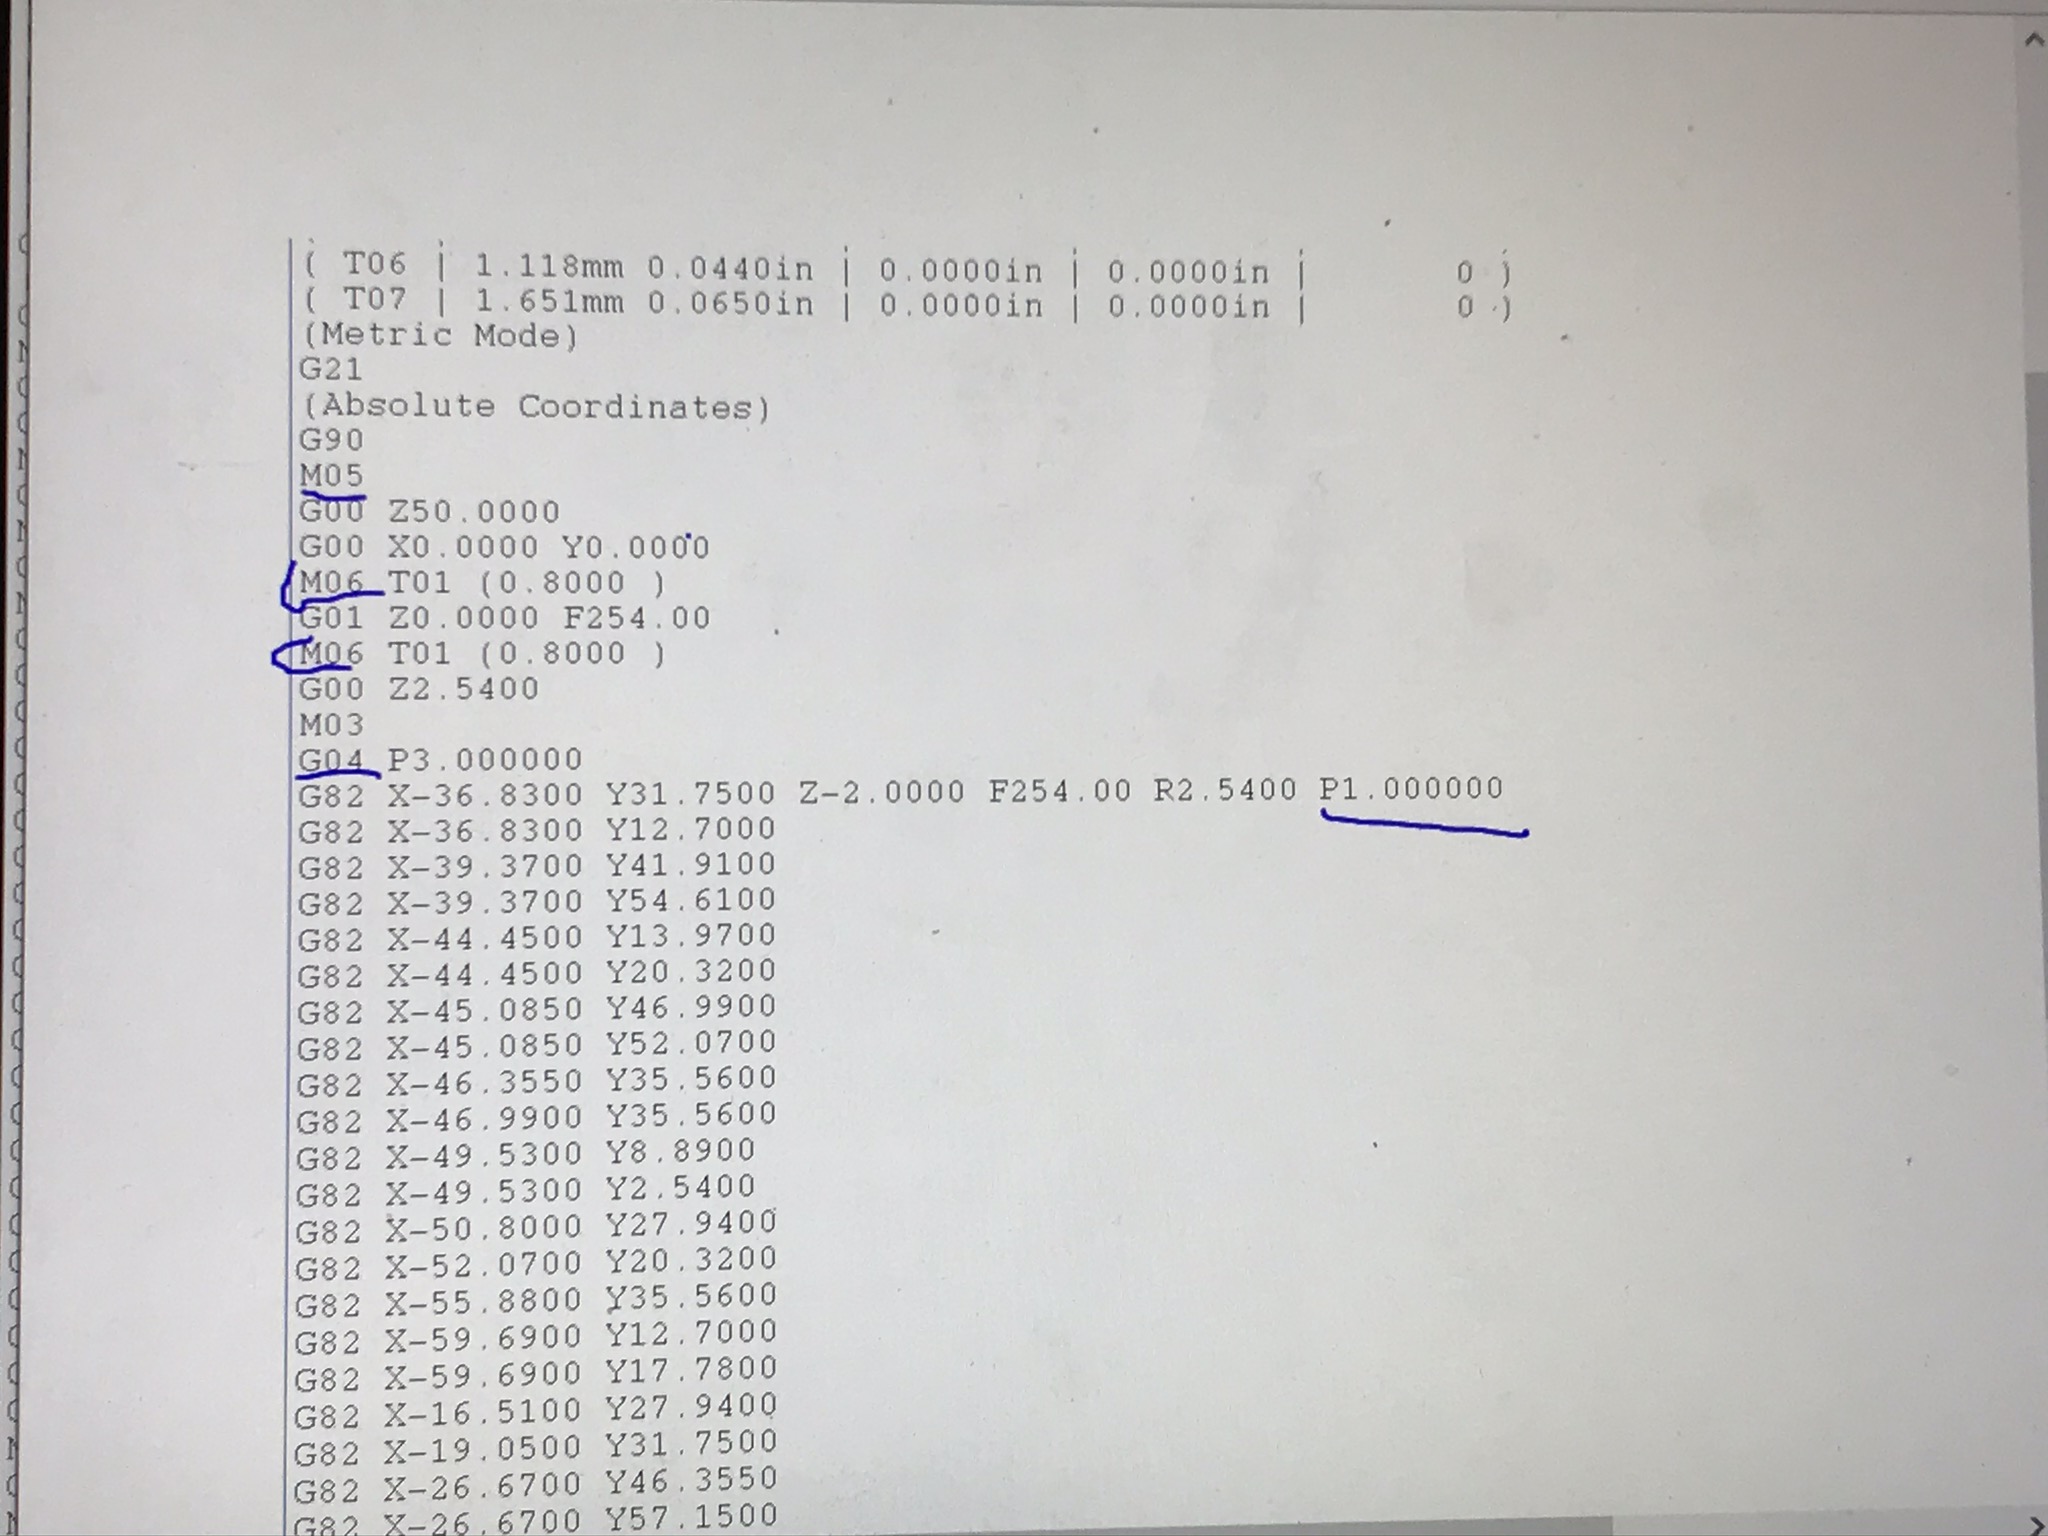 ( T06 | 1.118mm 0.0440in | 0.0000in | 0.0000in | 0 )
( T07 | 1.651mm 0.0650in | 0.0000in | 0.0000in | 0 )
(Metric Mode)
G21
(Absolute Coordinates)
G90
M05
G00 Z50.0000
G00 X0.0000 Y0.0000
M06 T01 (0.8000 )
G01 Z0.0000 F254.00
M06 T01 (0.8000 )
G00 Z2.5400
M03
G04 P3.000000
G82 X-36.8300 Y31.7500 Z-2.0000 F254.00 R2.5400 P1.000000
G82 X-36.8300 Y12.7000
G82 X-39.3700 Y41.9100
G82 X-39.3700 Y54.6100
G82 X-44.4500 Y13.9700
G82 X-44.4500 Y20.3200
G82 X-45.0850 Y46.9900
G82 X-45.0850 Y52.0700
G82 X-46.3550 Y35.5600
G82 X-46.9900 Y35.5600
G82 X-49.5300 Y8.8900
G82 X-49.5300 Y2.5400
G82 X-50.8000 Y27.9400
G82 X-52.0700 Y20.3200
G82 X-55.8800 Y35.5600
G82 X-59.6900 Y12.7000
G82 X-59.6900 Y17.7800
G82 X-16.5100 Y27.9400
G82 X-19.0500 Y31.7500
G82 X-26.6700 Y46.3550
G82 X-26.6700 Y57.1500